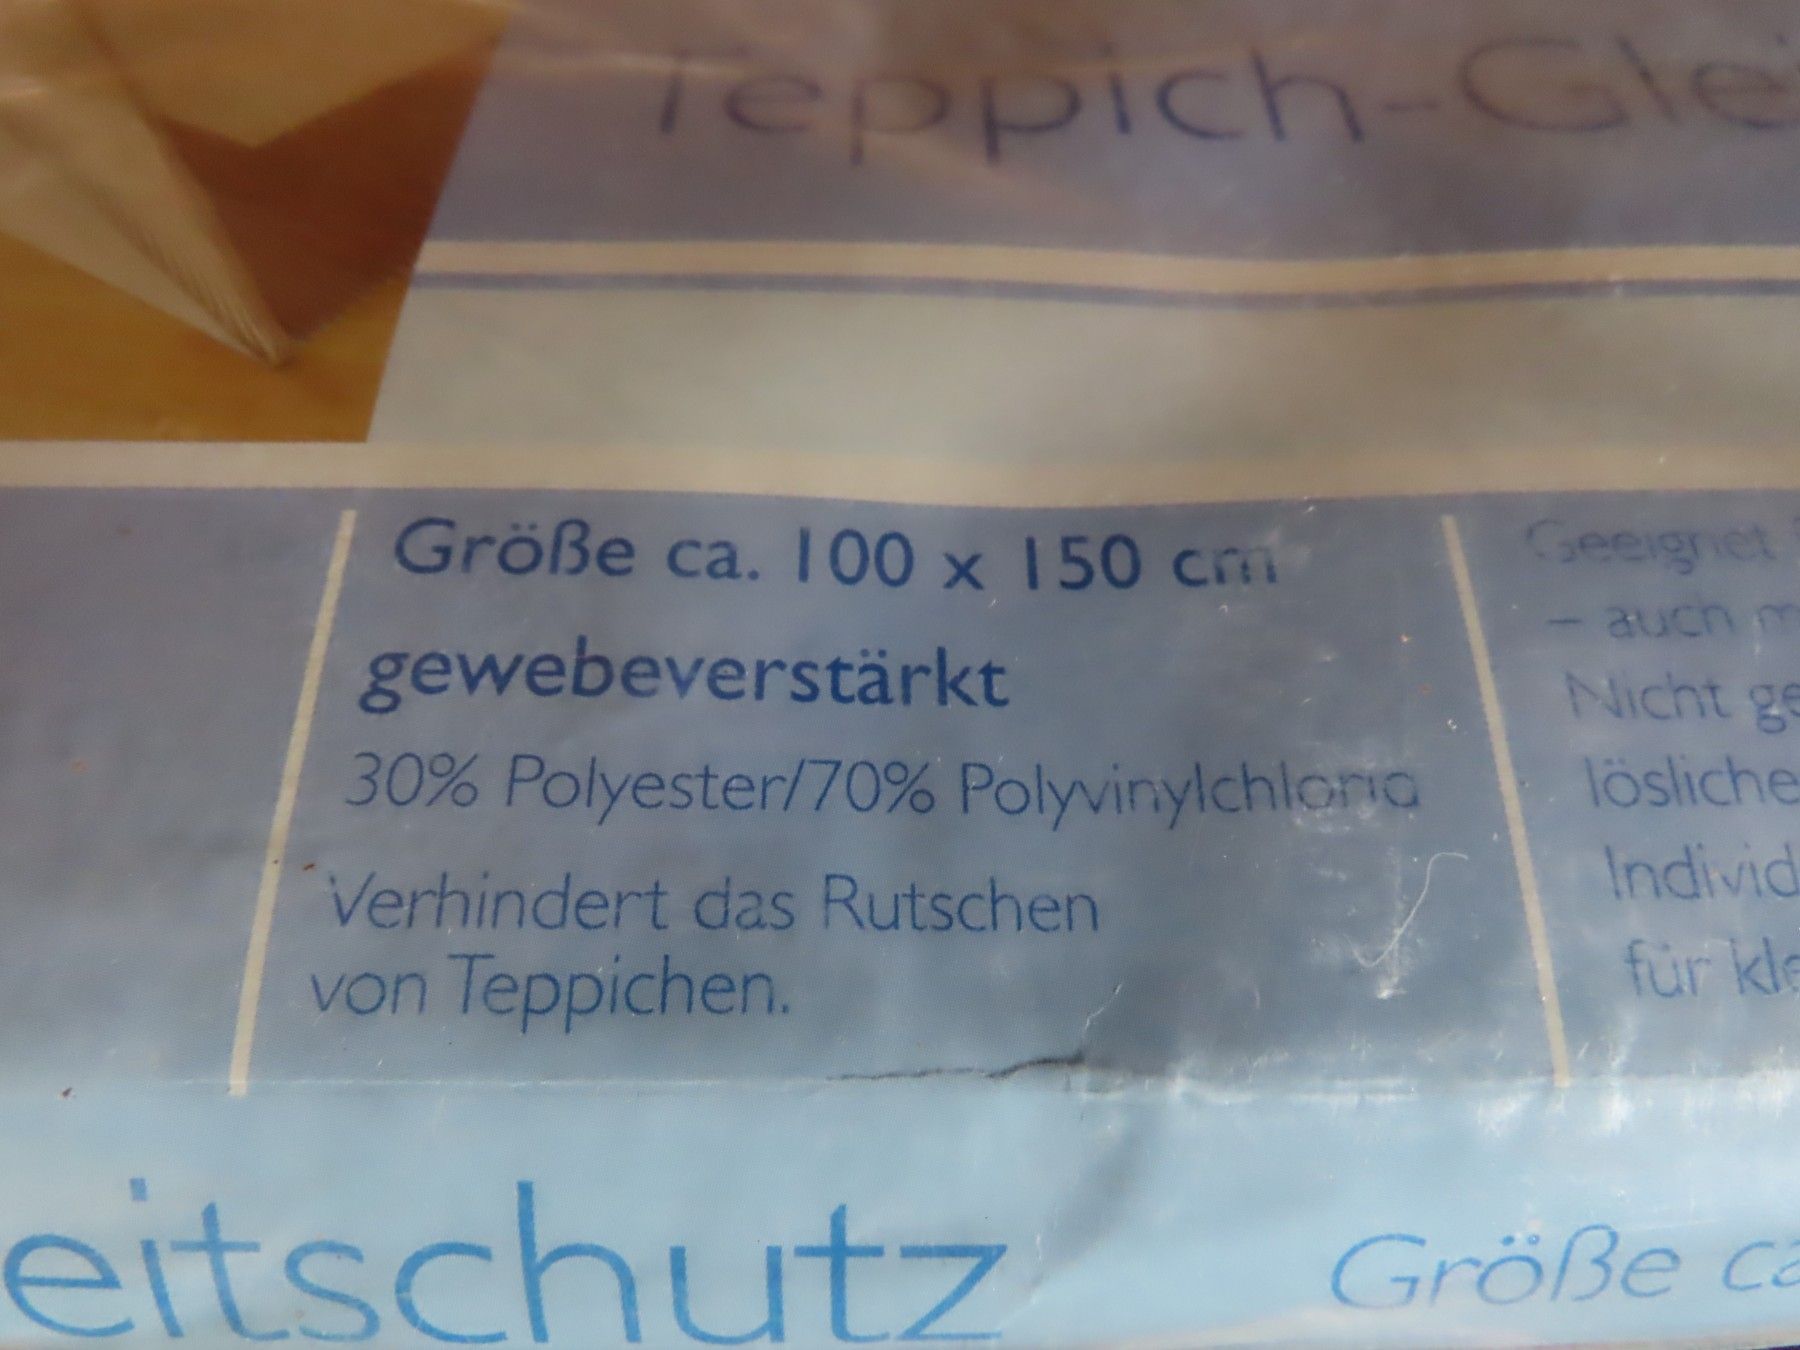 Teppich-Glei
Größe ca. 100 x 150 cm
gewebeverstärkt
30% Polyester/70% Polyvinylchlorid
Verhindert das Rutschen
von Teppichen.
Geeignet
– auch m
Nicht ge
lösliche
Individ
für kle
eitschutz
Größe ca